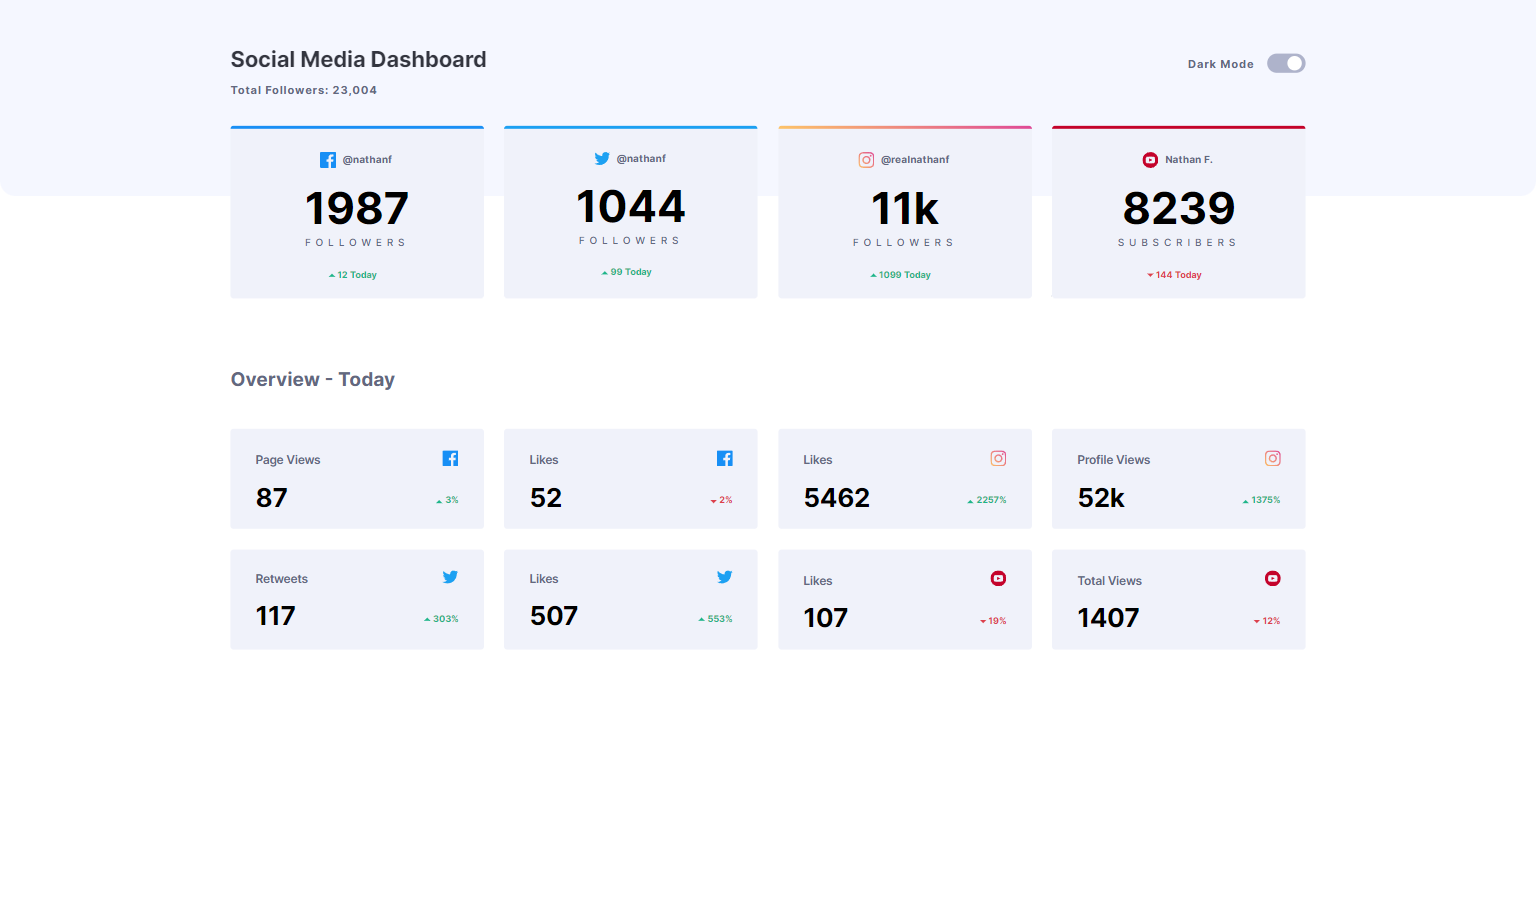 Social Media Dashboard
Total Followers: 23,004
Dark Mode
@nathanf
1987
FOLLOWERS
12 Today
@nathanf
1044
FOLLOWERS
99 Today
@realnathanf
11k
FOLLOWERS
1099 Today
Nathan F.
8239
SUBSCRIBERS
144 Today
Overview - Today
Page Views
87
3%
Likes
52
2%
Likes
5462
2257%
Profile Views
52k
1375%
Retweets
117
303%
Likes
507
553%
Likes
107
19%
Total Views
1407
12%